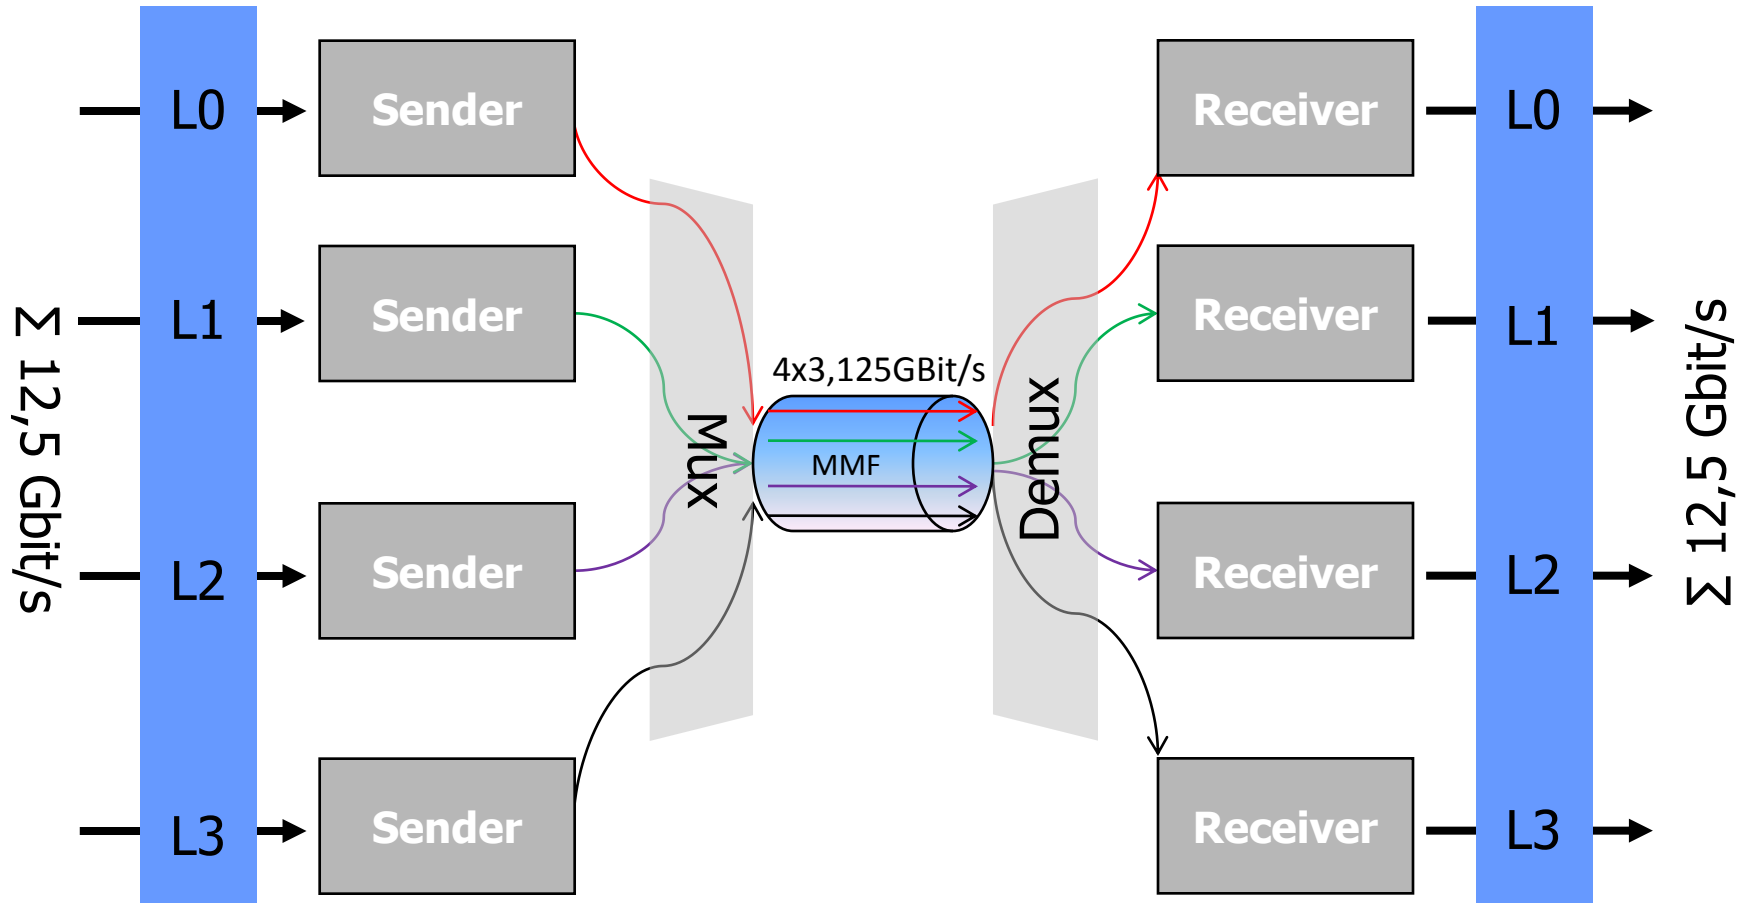 Σ 12,5 Gbit/s
L0
Sender
L1
Sender
L2
Sender
L3
Sender
Mux
4x3,125GBit/s
MMF
Demux
Receiver
L0
Receiver
L1
Receiver
L2
Receiver
L3
Σ 12,5 Gbit/s